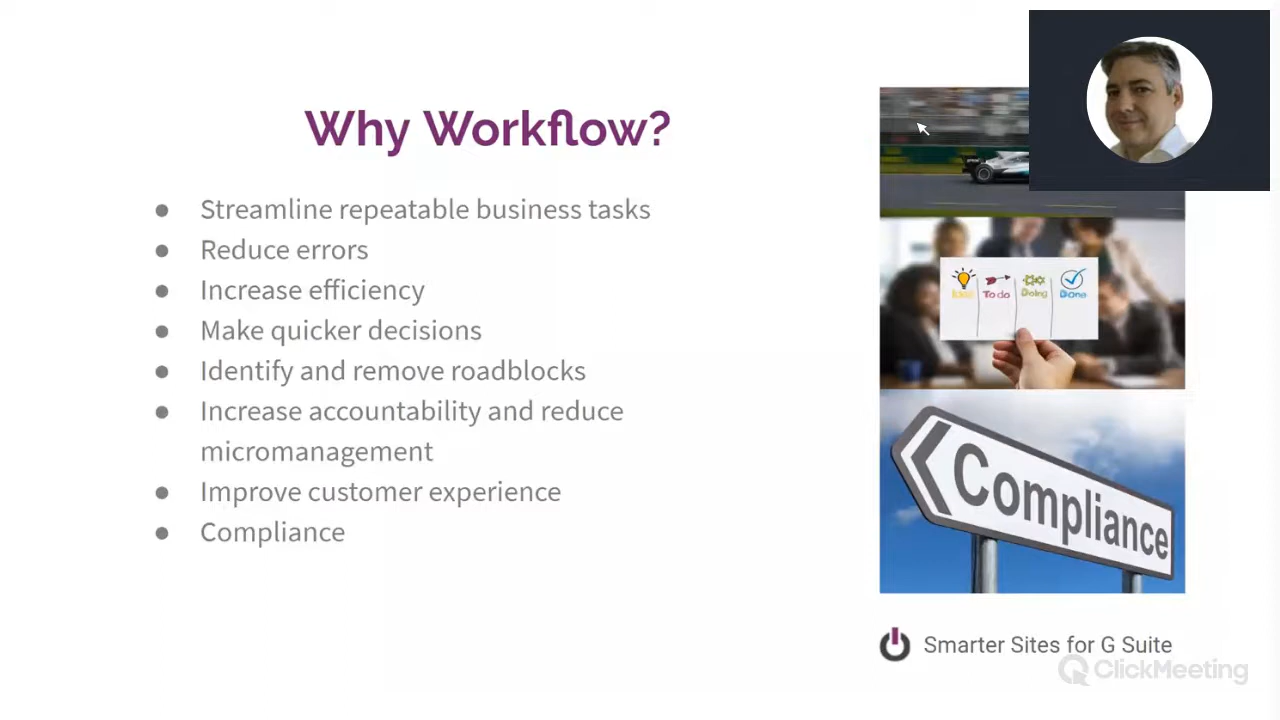 Why Workflow?
● Streamline repeatable business tasks
● Reduce errors
● Increase efficiency
● Make quicker decisions
● Identify and remove roadblocks
● Increase accountability and reduce
micromanagement
● Improve customer experience
● Compliance
Idea To do Doing Done
Compliance
Smarter Sites for G Suite
ClickMeeting